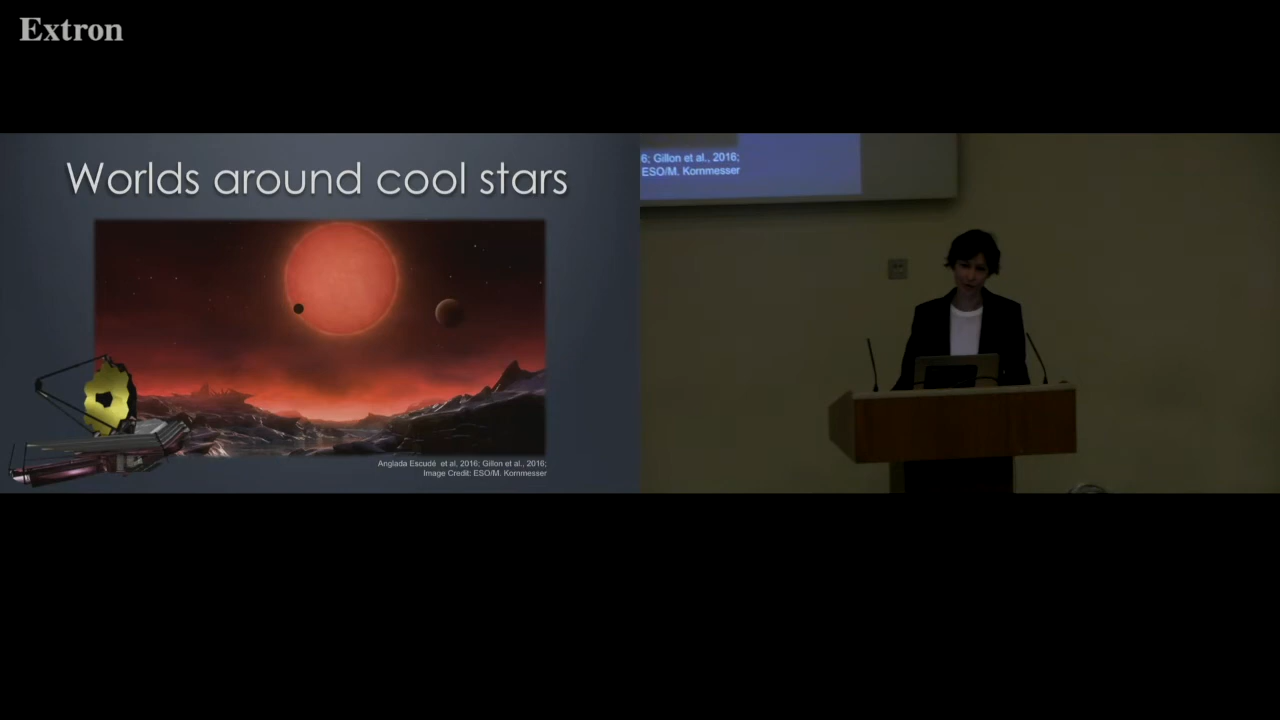 Extron
Worlds around cool stars
Anglada Escudé et al, 2016; Gillon et al., 2016;
Image Credit: ESO/M. Kornmesser
6; Gillon et al., 2016;
ESO/M. Kornmesser